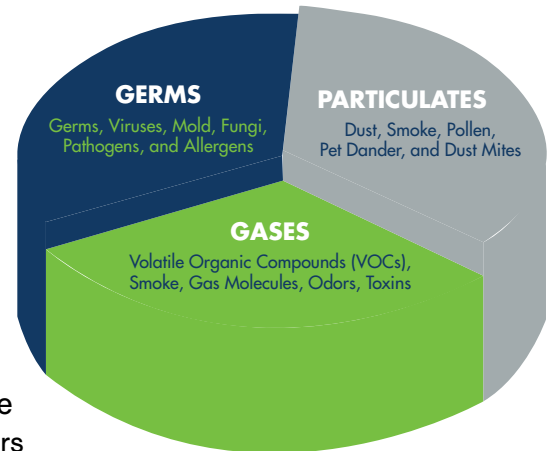 GERMS
Germs, Viruses, Mold, Fungi,
Pathogens, and Allergens
PARTICULATES
Dust, Smoke, Pollen,
Pet Dander, and Dust Mites
GASES
Volatile Organic Compounds (VOCs),
Smoke, Gas Molecules, Odors, Toxins